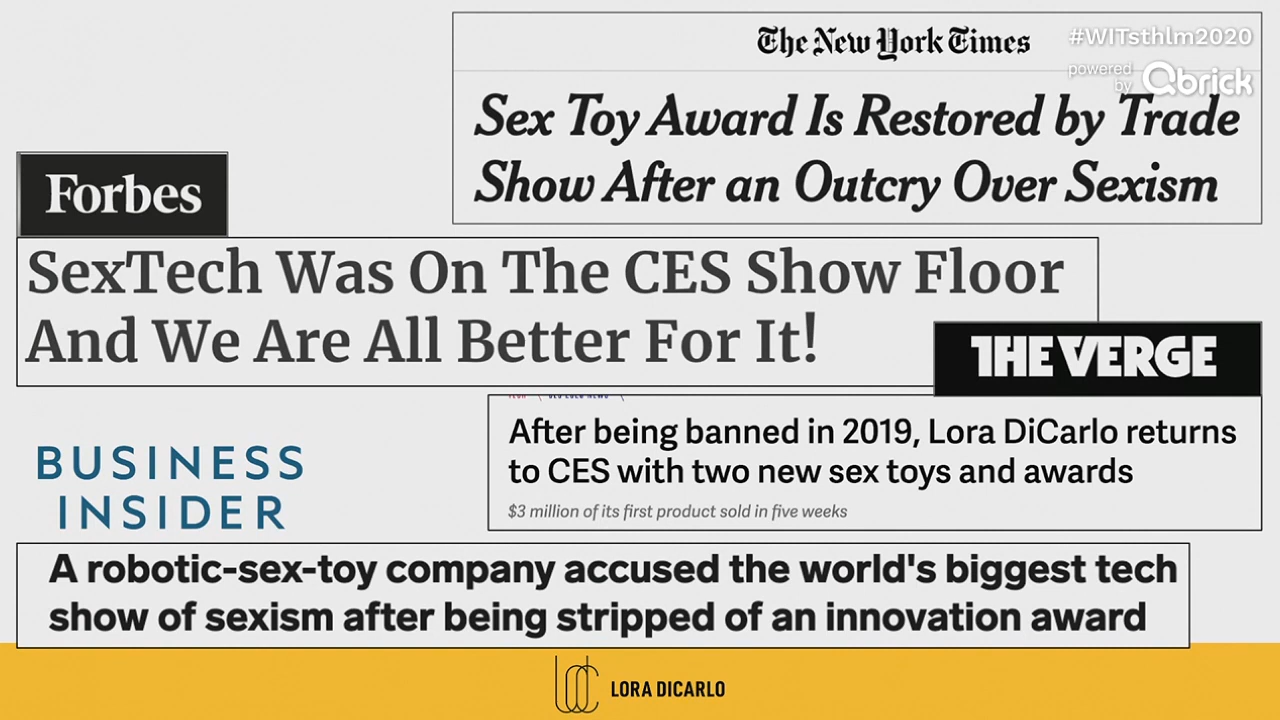 The New York Times
#WITsthlm2020
powered by Qbrick
Sex Toy Award Is Restored by Trade
Show After an Outcry Over Sexism
Forbes
SexTech Was On The CES Show Floor
And We Are All Better For It!
THE VERGE
After being banned in 2019, Lora DiCarlo returns
to CES with two new sex toys and awards
$3 million of its first product sold in five weeks
BUSINESS
INSIDER
A robotic-sex-toy company accused the world's biggest tech
show of sexism after being stripped of an innovation award
LORA DICARLO